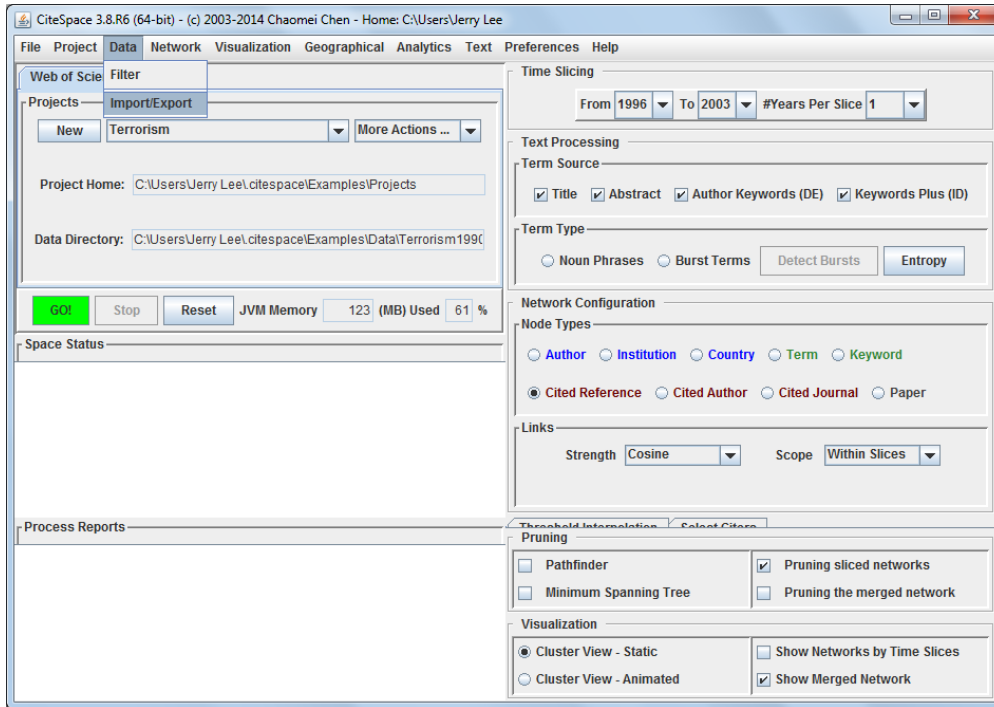 CiteSpace 3.8.R6 (64-bit) - (c) 2003-2014 Chaomei Chen - Home: C:\Users\Jerry Lee
File Project Data Network Visualization Geographical Analytics Text Preferences Help
Filter
Import/Export
Web of Scie
Projects
New Terrorism More Actions ...
Project Home: C:\Users\Jerry Lee\.citespace\Examples\Projects
Data Directory: C:\Users\Jerry Lee\.citespace\Examples\Data\Terrorism1990
GO! Stop Reset JVM Memory 123 (MB) Used 61 %
Space Status
Process Reports
Time Slicing
From 1996 To 2003 #Years Per Slice 1
Text Processing
Term Source
Title Abstract Author Keywords (DE) Keywords Plus (ID)
Term Type
Noun Phrases Burst Terms Detect Bursts Entropy
Network Configuration
Node Types
Author Institution Country Term Keyword
Cited Reference Cited Author Cited Journal Paper
Links
Strength Cosine Scope Within Slices
Threshold Interpolation Select Citers
Pruning
Pathfinder Pruning sliced networks
Minimum Spanning Tree Pruning the merged network
Visualization
Cluster View - Static Show Networks by Time Slices
Cluster View - Animated Show Merged Network